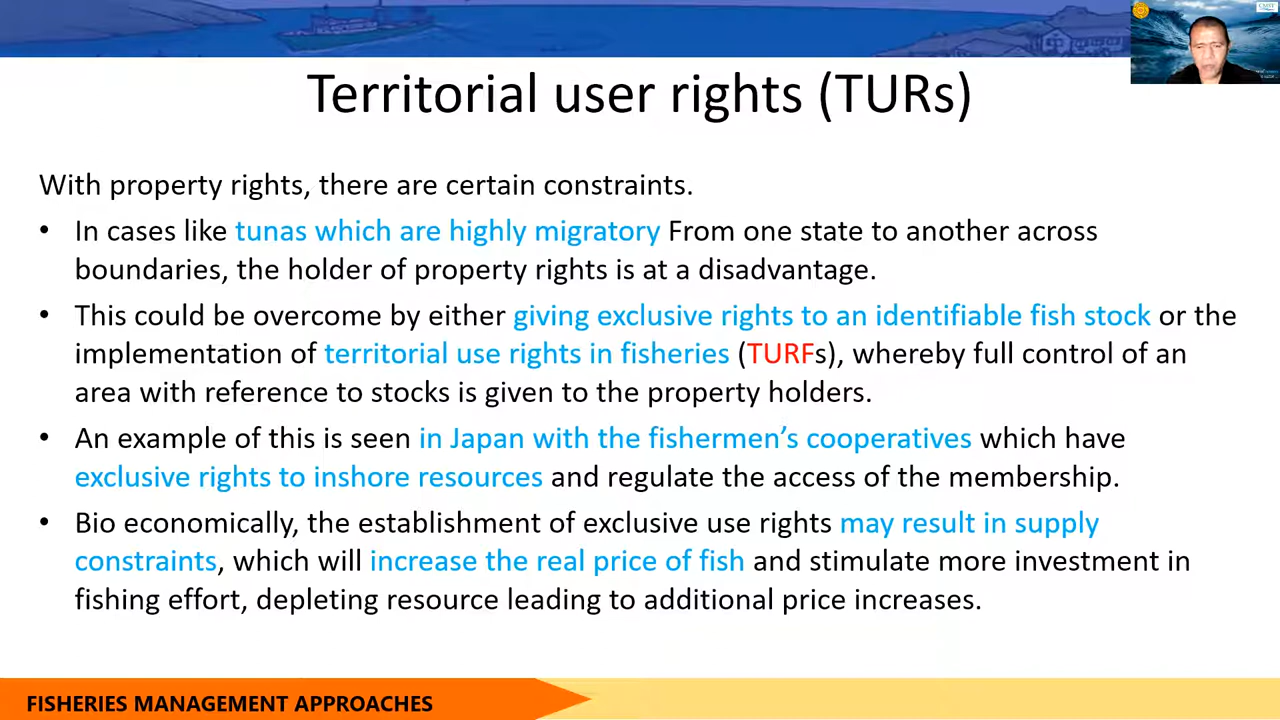 Territorial user rights (TURs)
With property rights, there are certain constraints.
• In cases like tunas which are highly migratory From one state to another across
boundaries, the holder of property rights is at a disadvantage.
• This could be overcome by either giving exclusive rights to an identifiable fish stock or the
implementation of territorial use rights in fisheries (TURFs), whereby full control of an
area with reference to stocks is given to the property holders.
• An example of this is seen in Japan with the fishermen's cooperatives which have
exclusive rights to inshore resources and regulate the access of the membership.
• Bio economically, the establishment of exclusive use rights may result in supply
constraints, which will increase the real price of fish and stimulate more investment in
fishing effort, depleting resource leading to additional price increases.
FISHERIES MANAGEMENT APPROACHES